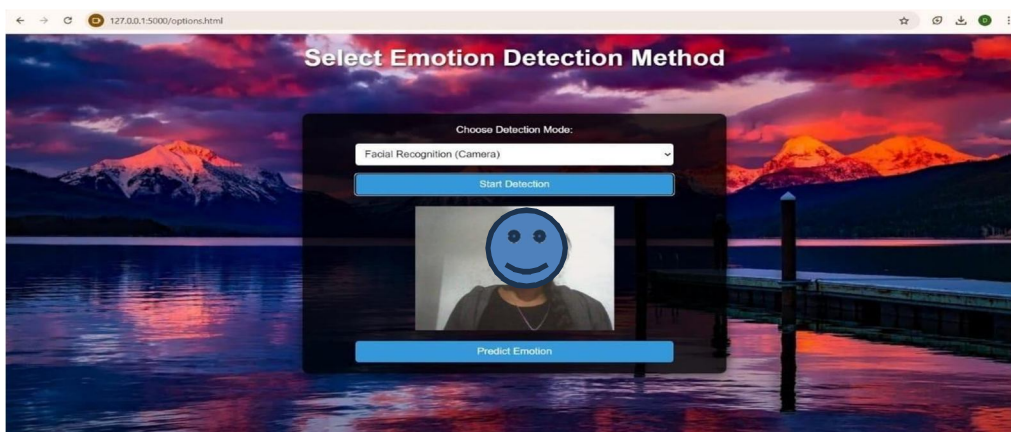 127.0.0.1:5000/options.html
Select Emotion Detection Method
Choose Detection Mode:
Facial Recognition (Camera)
Start Detection
Predict Emotion